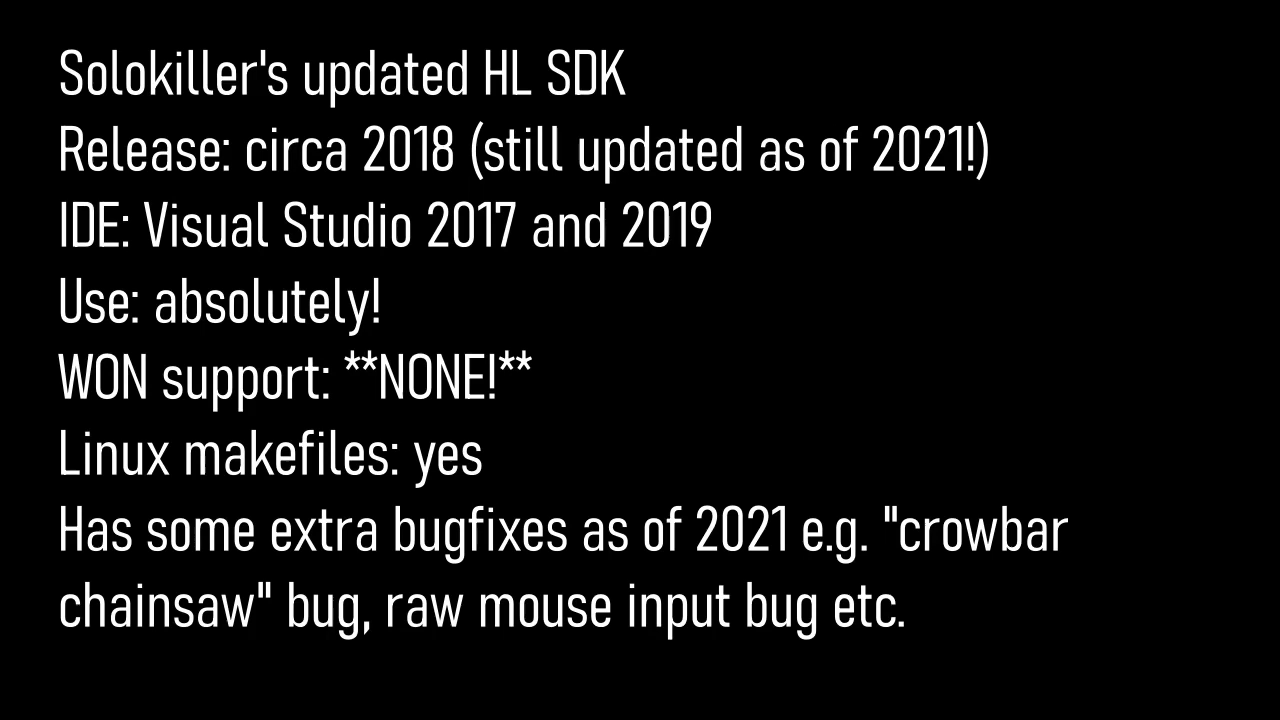 Solokiller's updated HL SDK
Release: circa 2018 (still updated as of 2021!)
IDE: Visual Studio 2017 and 2019
Use: absolutely!
WON support: **NONE!**
Linux makefiles: yes
Has some extra bugfixes as of 2021 e.g. "crowbar
chainsaw" bug, raw mouse input bug etc.